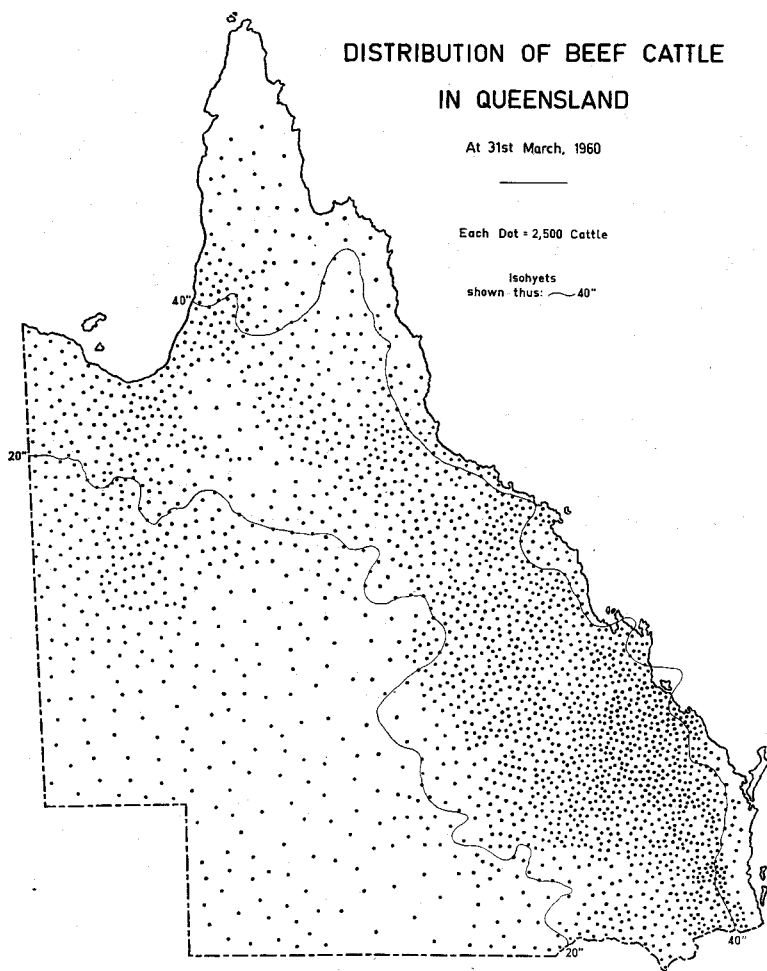 DISTRIBUTION OF BEEF CATTLE
IN QUEENSLAND
At 31st March, 1960
Each Dot = 2,500 Cattle
Isohyets
shown thus: 40"
40"
20"
20"
40"